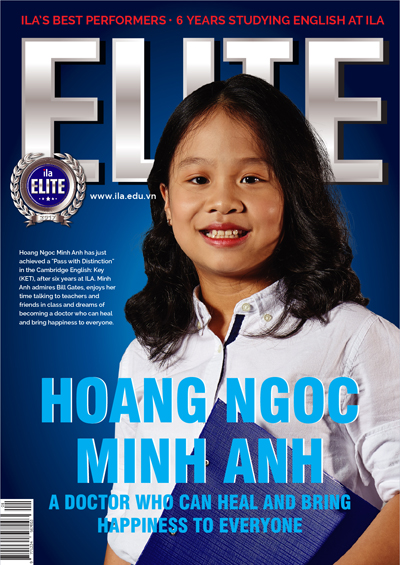 ILA'S BEST PERFORMERS • 6 YEARS STUDYING ENGLISH AT ILA
ELITE
ila
ELITE
www.ila.edu.vn
Hoang Ngoc Minh Anh has just
achieved a "Pass with Distinction"
in the Cambridge English: Key
(KET), after six years at ILA. Minh
Anh admires Bill Gates, enjoys her
time talking to teachers and
friends in class and dreams of
becoming a doctor who can heal
and bring happiness to everyone.
HOANG NGOC
MINH ANH
A DOCTOR WHO CAN HEAL AND BRING
HAPPINESS TO EVERYONE